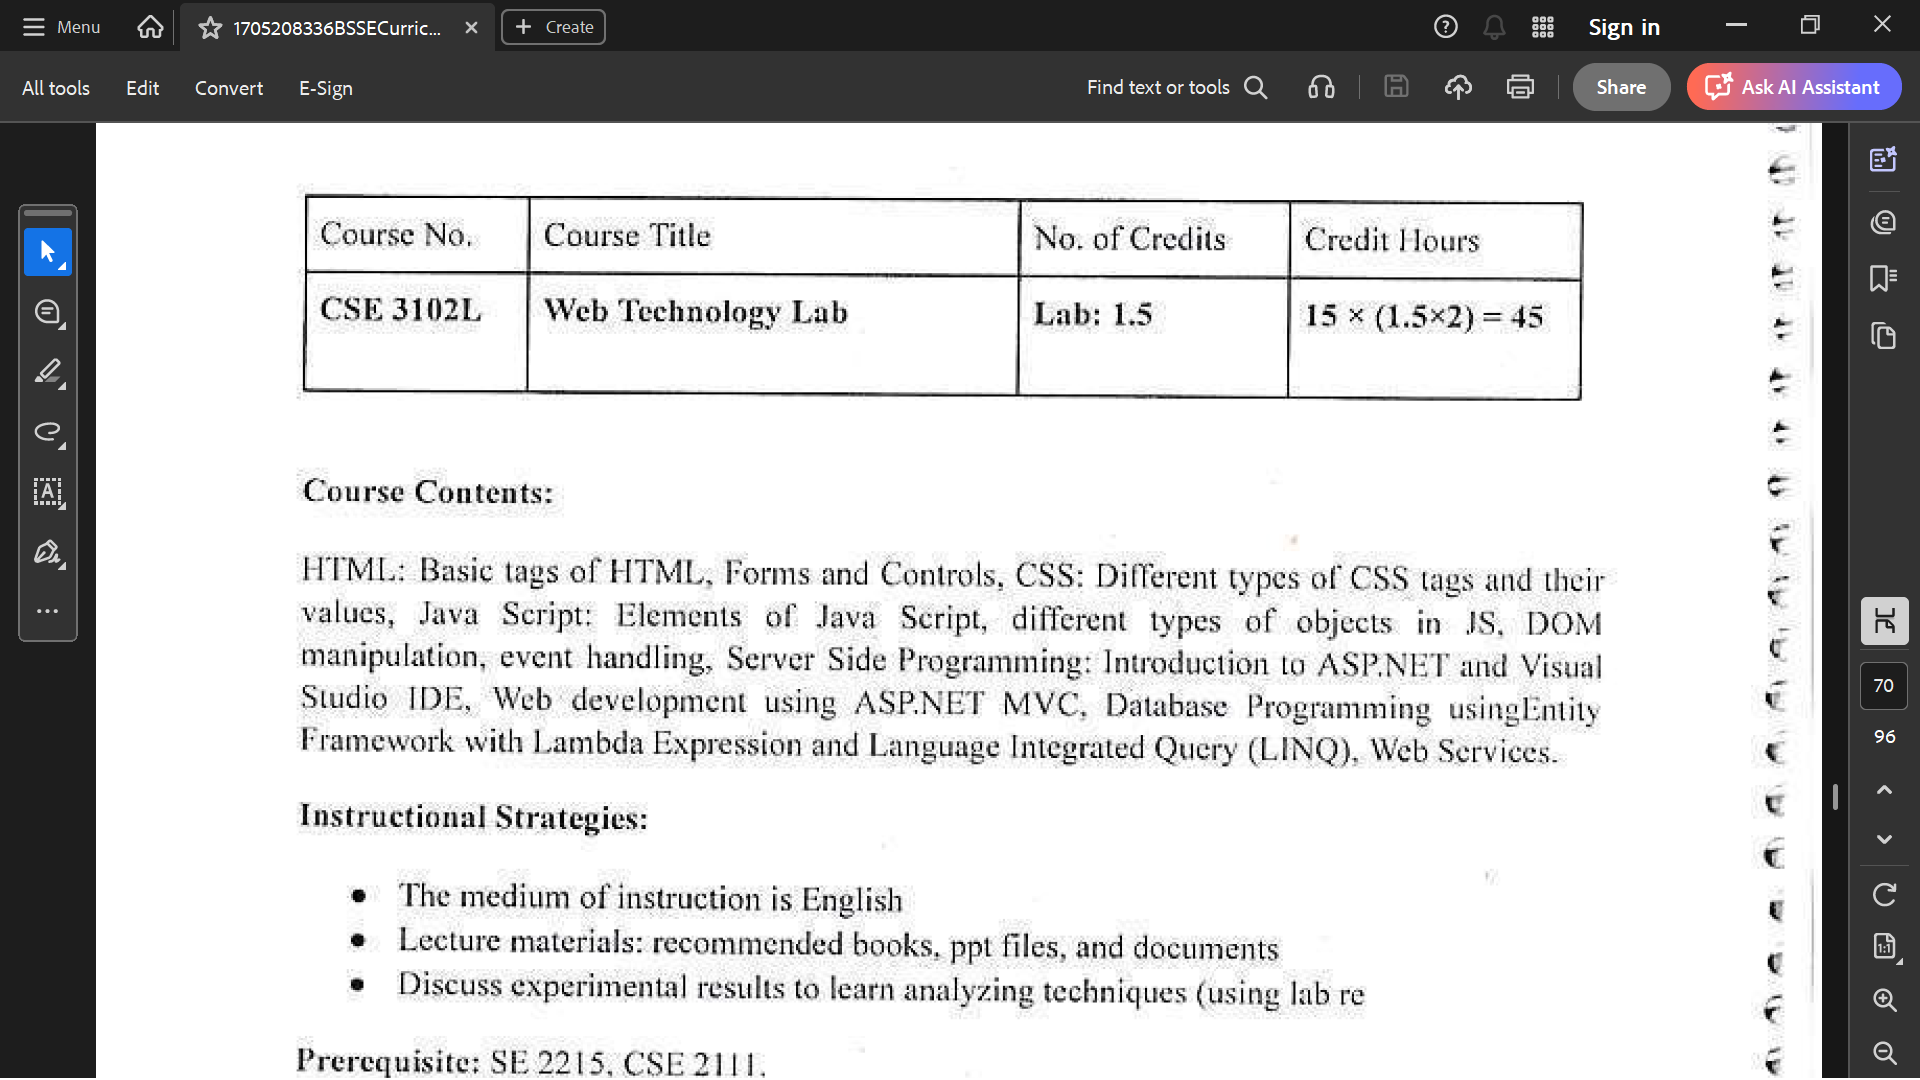 Menu
1705208336BSSECurric...
Create
Sign in
All tools
Edit
Convert
E-Sign
Find text or tools
Share
Ask AI Assistant
Course No.
Course Title
No. of Credits
Credit Hours
CSE 3102L
Web Technology Lab
Lab: 1.5
15 × (1.5×2) = 45
Course Contents:
HTML: Basic tags of HTML, Forms and Controls, CSS: Different types of CSS tags and their
values, Java Script: Elements of Java Script, different types of objects in JS, DOM
manipulation, event handling, Server Side Programming: Introduction to ASP.NET and Visual
Studio IDE, Web development using ASP.NET MVC, Database Programming usingEntity
Framework with Lambda Expression and Language Integrated Query (LINQ), Web Services.
Instructional Strategies:
• The medium of instruction is English
• Lecture materials: recommended books, ppt files, and documents
• Discuss experimental results to learn analyzing techniques (using lab re
Prerequisite: SE 2215, CSE 2111.
70
96